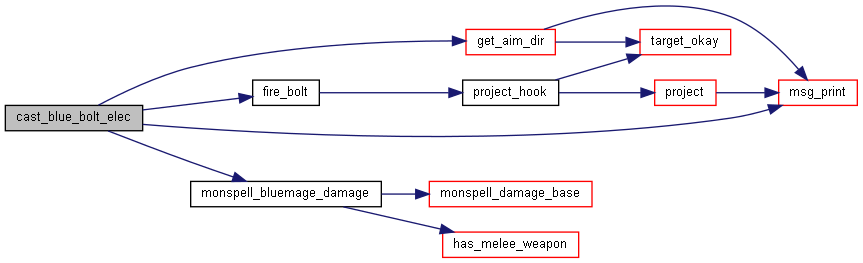 cast_blue_bolt_elec
get_aim_dir
fire_bolt
monspell_bluemage_damage
project_hook
target_okay
project
msg_print
monspell_damage_base
has_melee_weapon